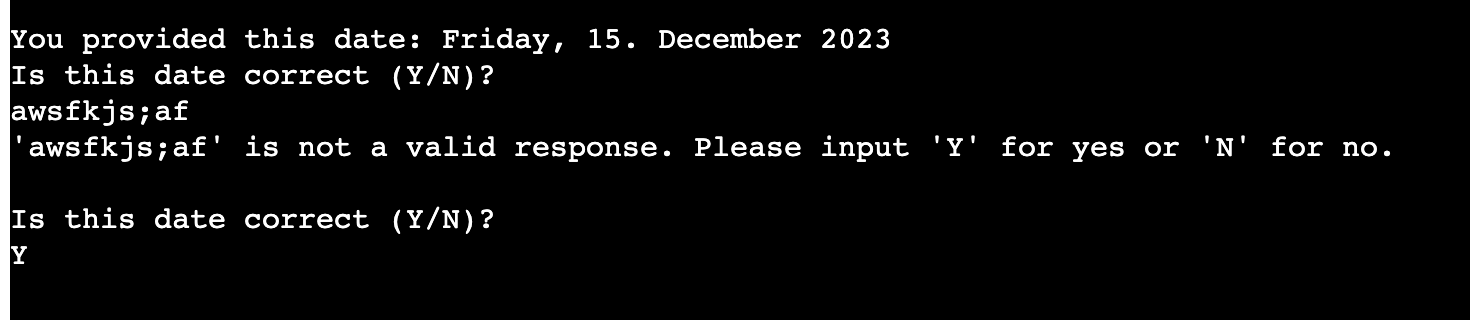 You provided this date: Friday, 15. December 2023
Is this date correct (Y/N)?
awsfkjs;af
'awsfkjs;af' is not a valid response. Please input 'Y' for yes or 'N' for no.
Is this date correct (Y/N)?
Y